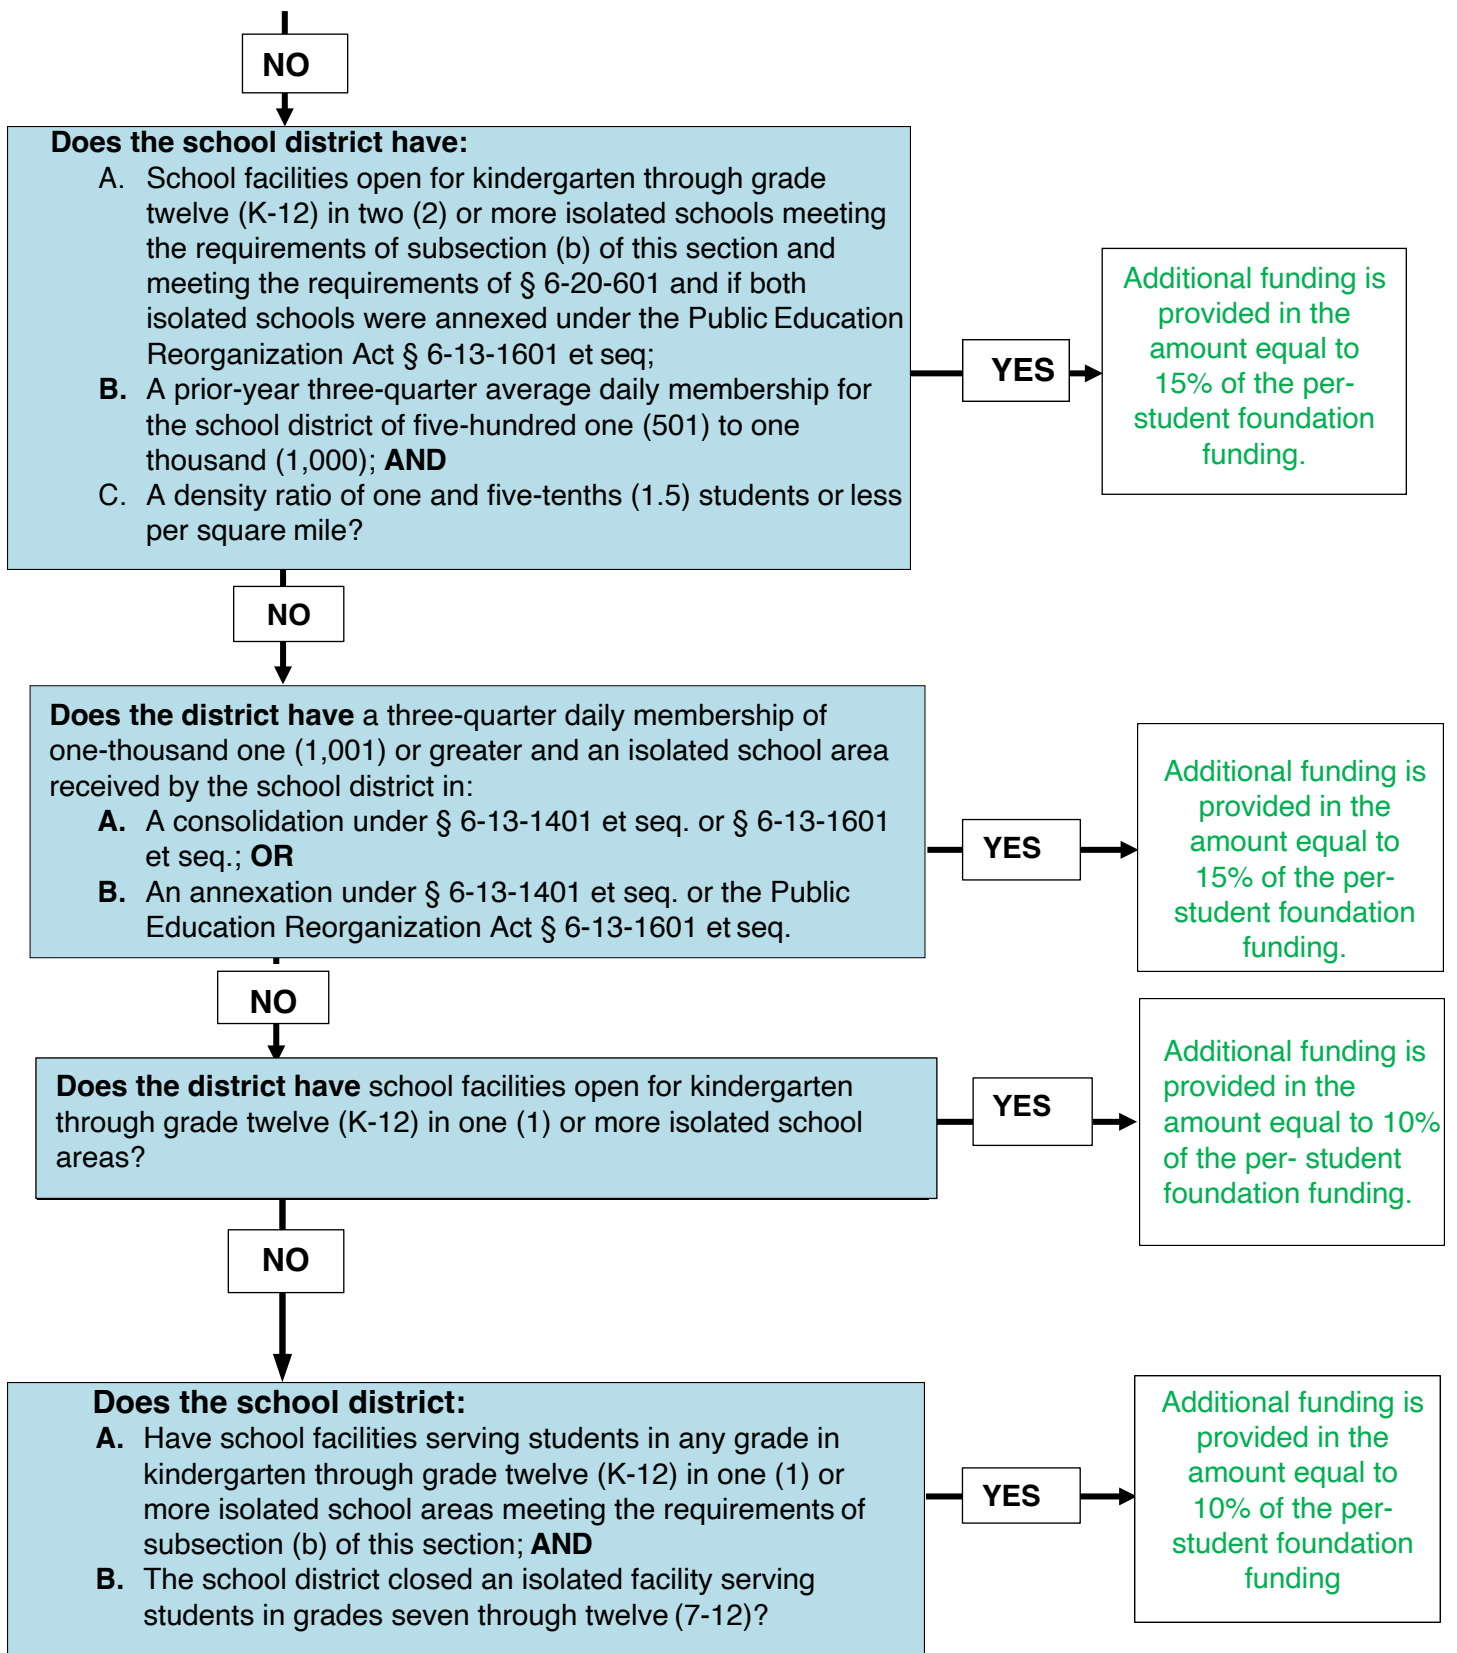 NO
Does the school district have:
A. School facilities open for kindergarten through grade
twelve (K-12) in two (2) or more isolated schools meeting
the requirements of subsection (b) of this section and
meeting the requirements of § 6-20-601 and if both
isolated schools were annexed under the Public Education
Reorganization Act § 6-13-1601 et seq;
B. A prior-year three-quarter average daily membership for
the school district of five-hundred one (501) to one
thousand (1,000); AND
C. A density ratio of one and five-tenths (1.5) students or less
per square mile?
YES
Additional funding is
provided in the
amount equal to
15% of the per-
student foundation
funding.
NO
Does the district have a three-quarter daily membership of
one-thousand one (1,001) or greater and an isolated school area
received by the school district in:
A. A consolidation under § 6-13-1401 et seq. or § 6-13-1601
et seq.; OR
B. An annexation under § 6-13-1401 et seq. or the Public
Education Reorganization Act § 6-13-1601 et seq.
YES
Additional funding is
provided in the
amount equal to
15% of the per-
student foundation
funding.
NO
Does the district have school facilities open for kindergarten
through grade twelve (K-12) in one (1) or more isolated school
areas?
YES
Additional funding is
provided in the
amount equal to 10%
of the per- student
foundation funding.
NO
Does the school district:
A. Have school facilities serving students in any grade in
kindergarten through grade twelve (K-12) in one (1) or
more isolated school areas meeting the requirements of
subsection (b) of this section; AND
B. The school district closed an isolated facility serving
students in grades seven through twelve (7-12)?
YES
Additional funding is
provided in the
amount equal to
10% of the per-
student foundation
funding